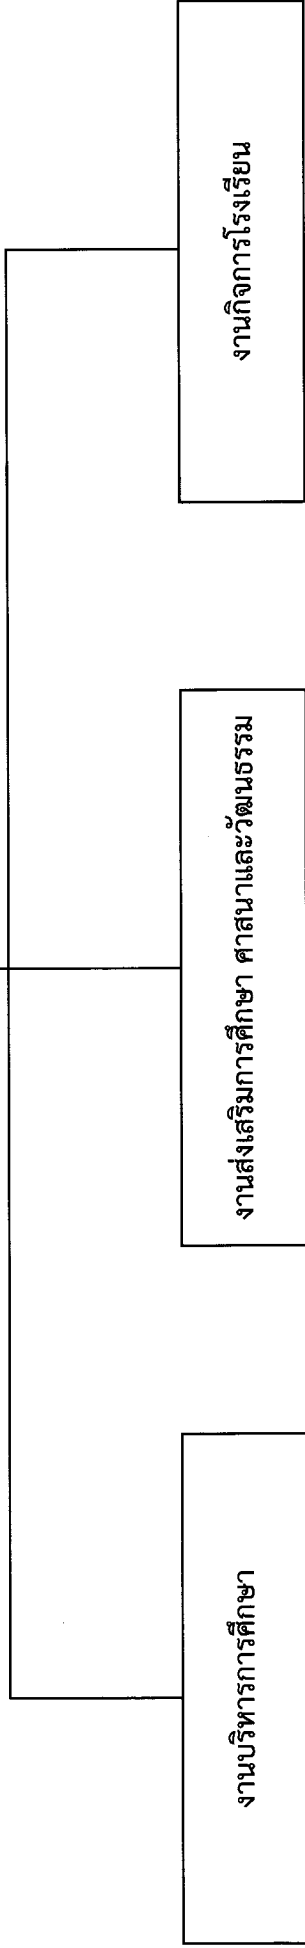 งานบริหารการศึกษา
งานส่งเสริมการศึกษา ศาสนาและวัฒนธรรม
งานกิจการโรงเรียน